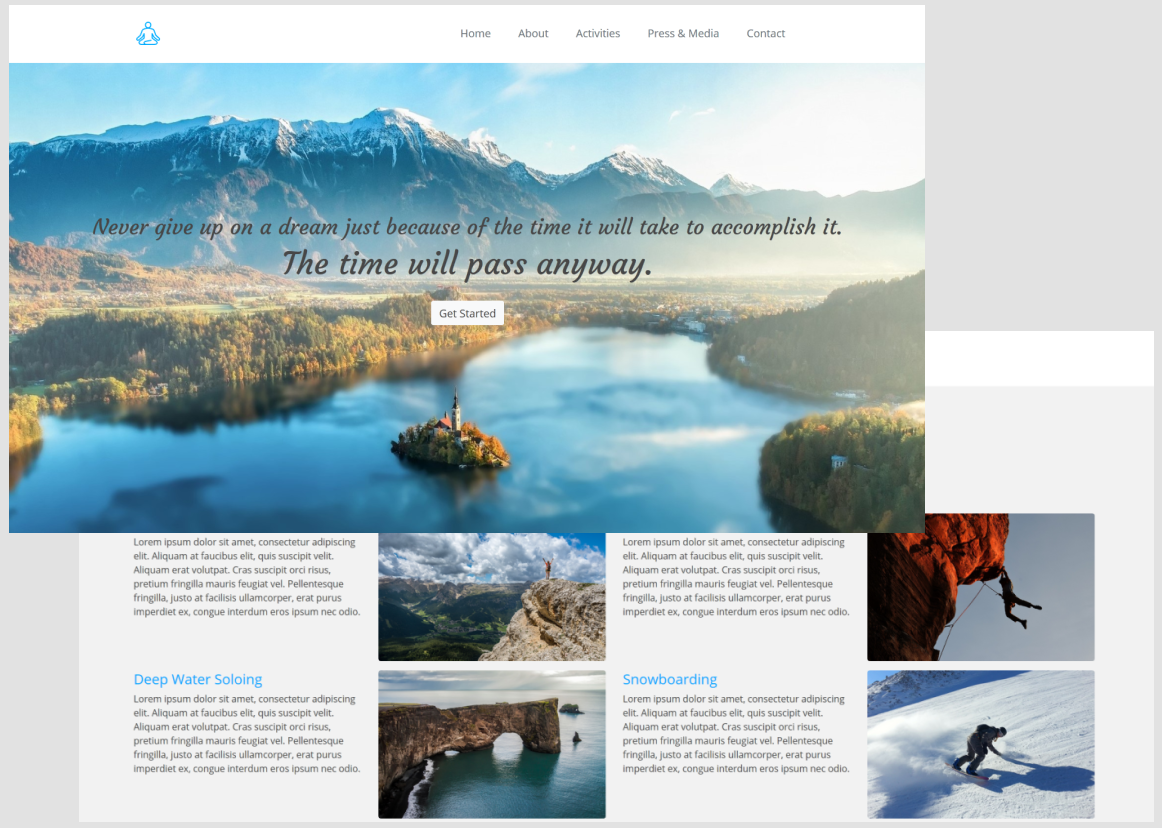 Home About Activities Press & Media Contact
Never give up on a dream just because of the time it will take to accomplish it.
The time will pass anyway.
Get Started
Lorem ipsum dolor sit amet, consectetur adipiscing
elit. Aliquam at faucibus elit, quis suscipit velit.
Aliquam erat volutpat. Cras suscipit orci risus,
pretium fringilla mauris feugiat vel. Pellentesque
fringilla, justo at facilisis ullamcorper, erat purus
imperdiet ex, congue interdum eros ipsum nec odio.
Lorem ipsum dolor sit amet, consectetur adipiscing
elit. Aliquam at faucibus elit, quis suscipit velit.
Aliquam erat volutpat. Cras suscipit orci risus,
pretium fringilla mauris feugiat vel. Pellentesque
fringilla, justo at facilisis ullamcorper, erat purus
imperdiet ex, congue interdum eros ipsum nec odio.
Deep Water Soloing
Lorem ipsum dolor sit amet, consectetur adipiscing
elit. Aliquam at faucibus elit, quis suscipit velit.
Aliquam erat volutpat. Cras suscipit orci risus,
pretium fringilla mauris feugiat vel. Pellentesque
fringilla, justo at facilisis ullamcorper, erat purus
imperdiet ex, congue interdum eros ipsum nec odio.
Snowboarding
Lorem ipsum dolor sit amet, consectetur adipiscing
elit. Aliquam at faucibus elit, quis suscipit velit.
Aliquam erat volutpat. Cras suscipit orci risus,
pretium fringilla mauris feugiat vel. Pellentesque
fringilla, justo at facilisis ullamcorper, erat purus
imperdiet ex, congue interdum eros ipsum nec odio.